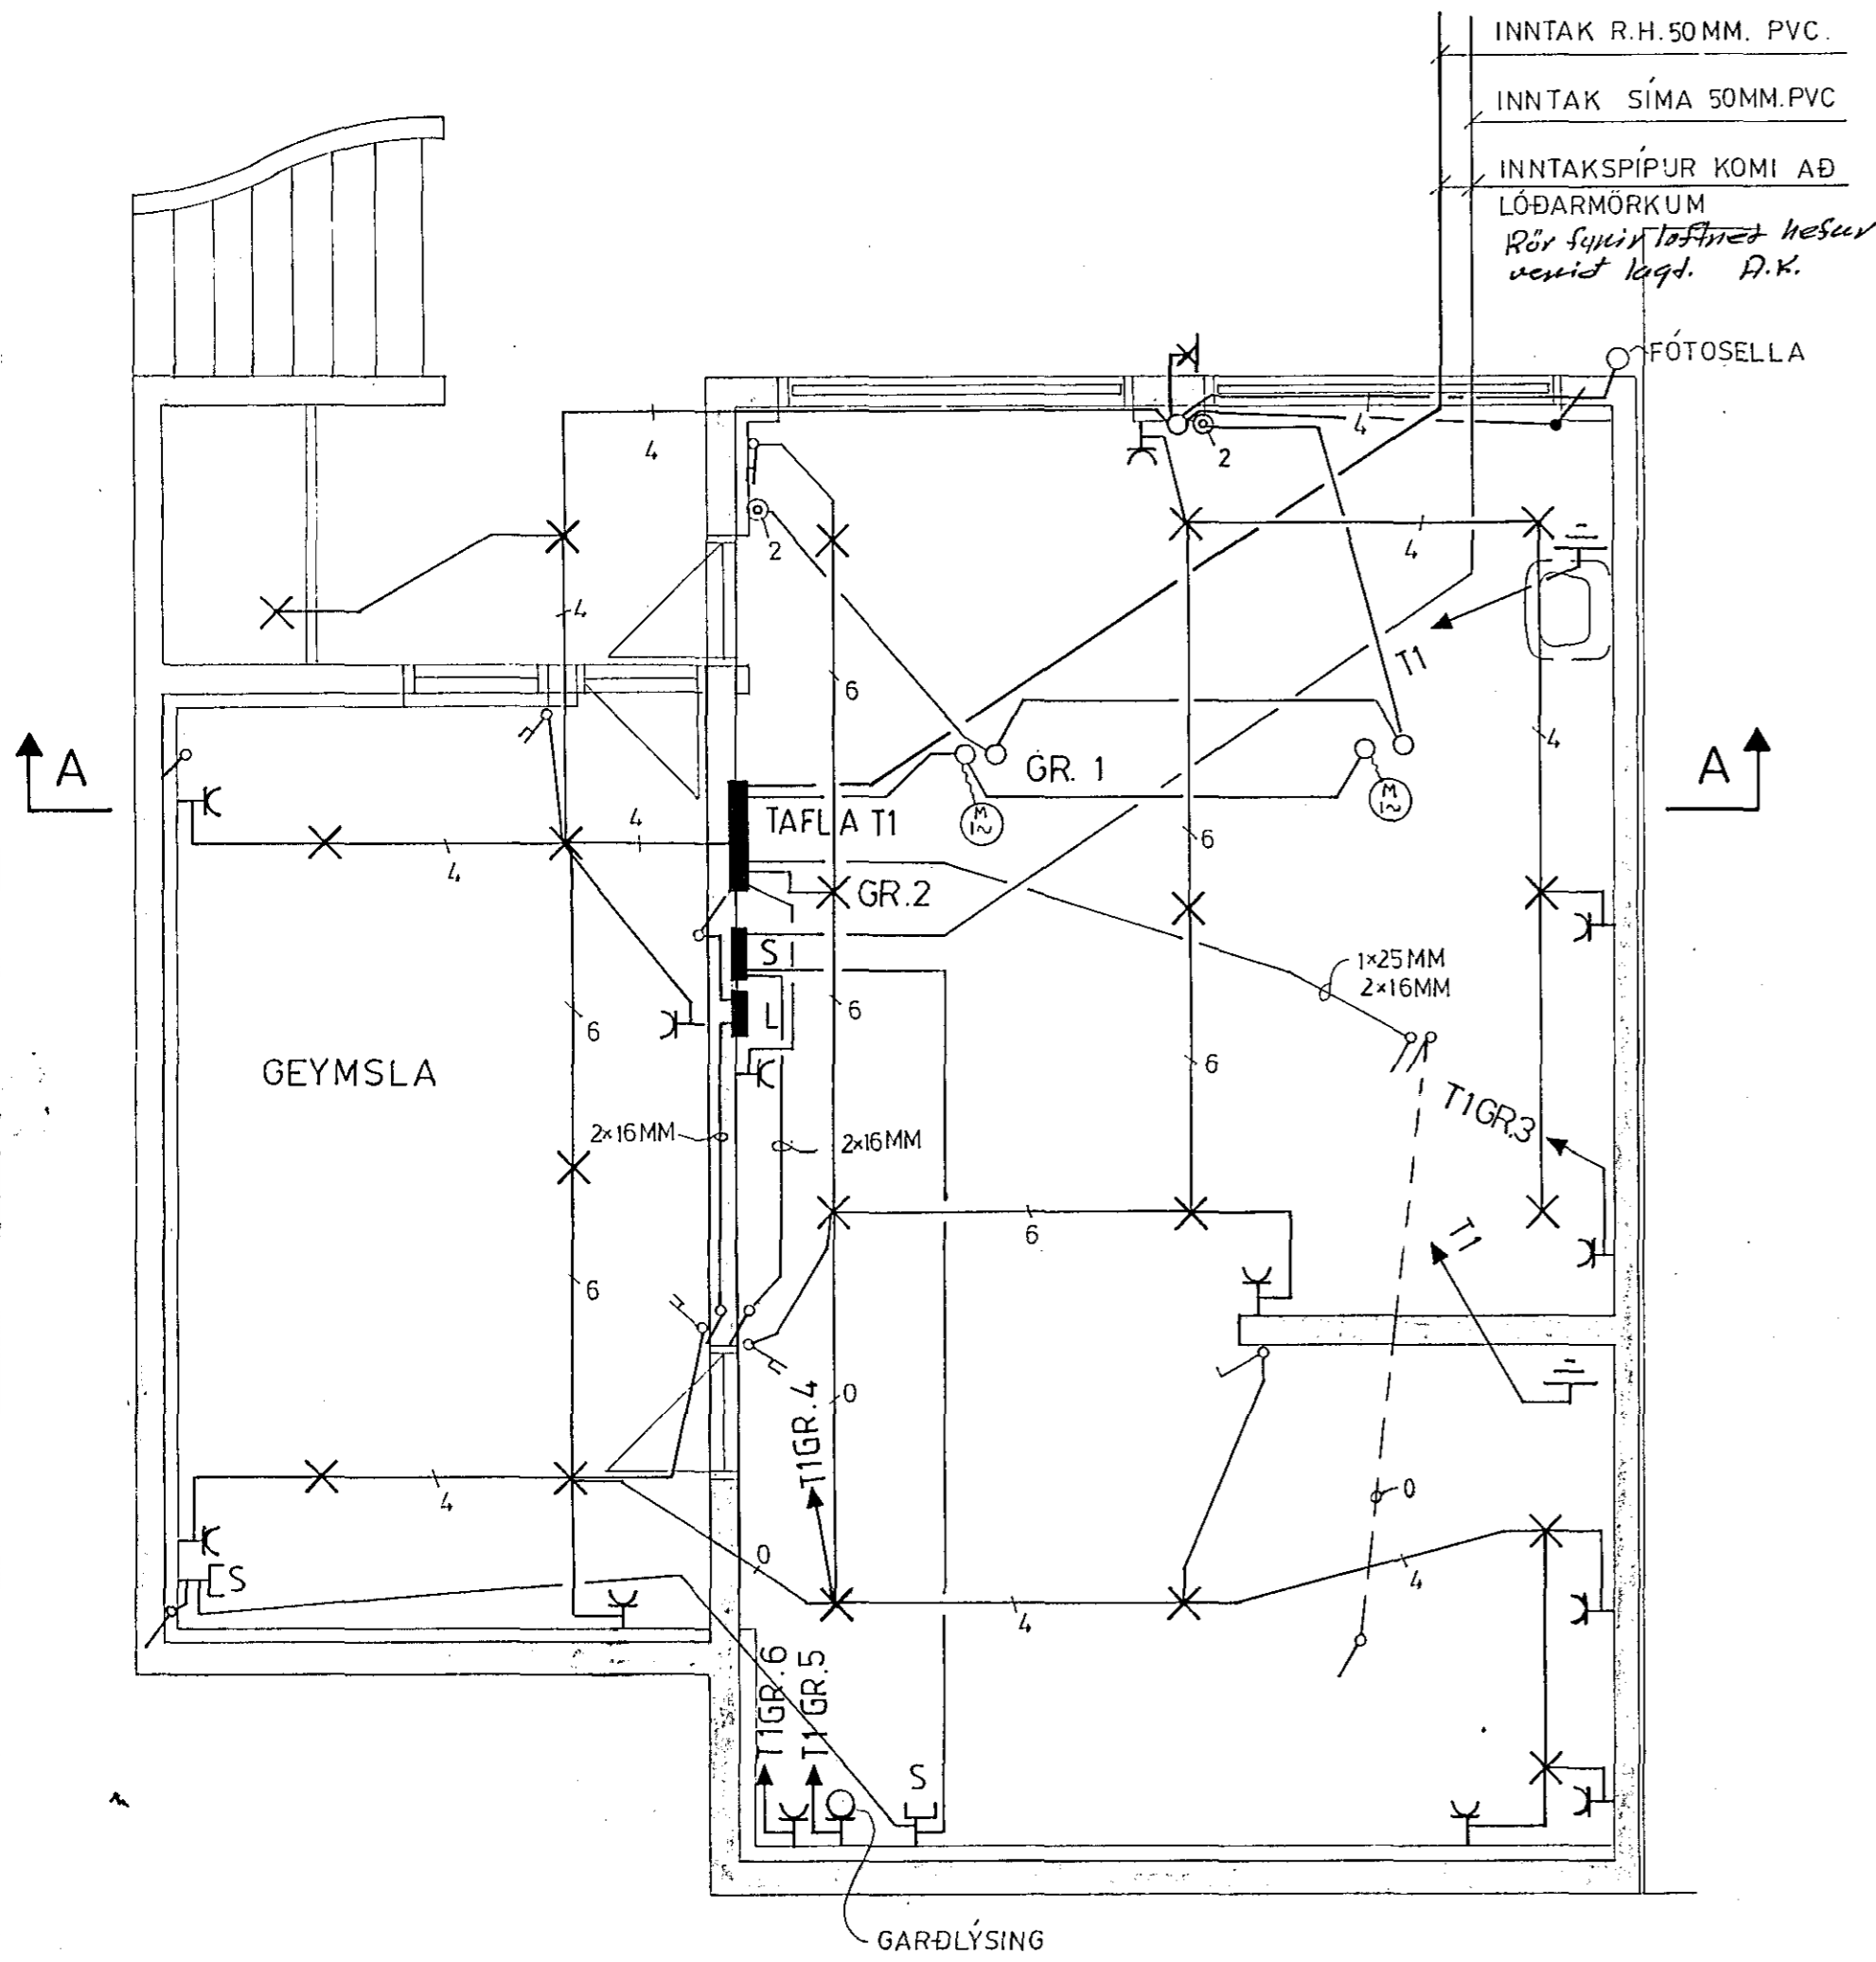 INNTAK R.H. 50MM. PVC.
INNTAK SÍMA 50MM.PVC
INNTAKSPÍPUR KOMI AÐ
LÓÐARMÖRKUM
Rör fyrir loftnet hefur
verið lagt. A.K.
FÓTOSELLA
4
4
2
2
4
4
6
T1
4
A
GR. 1
A
M
1~
M
1~
TAFLA T1
4
4
6
GR.2
S
1×25MM
2×16MM
6
6
L
6
GEYMSLA
T1GR.3
2×16MM
2×16MM
6
T1
6
0
T1GR.4
0
4
0
4
S
4
T1GR.6
T1GR.5
S
GARÐLÝSING